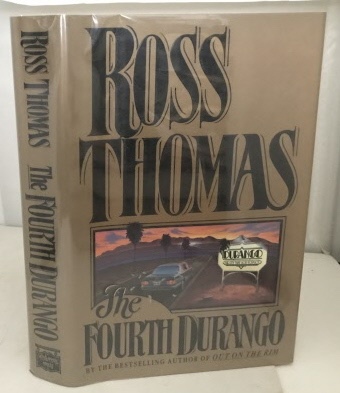 ROSS THOMAS The FOURTH DURANGO
ROSS
THOMAS
DURANGO
The
FOURTH DURANGO
BY THE BESTSELLING AUTHOR OF OUT ON THE RIM